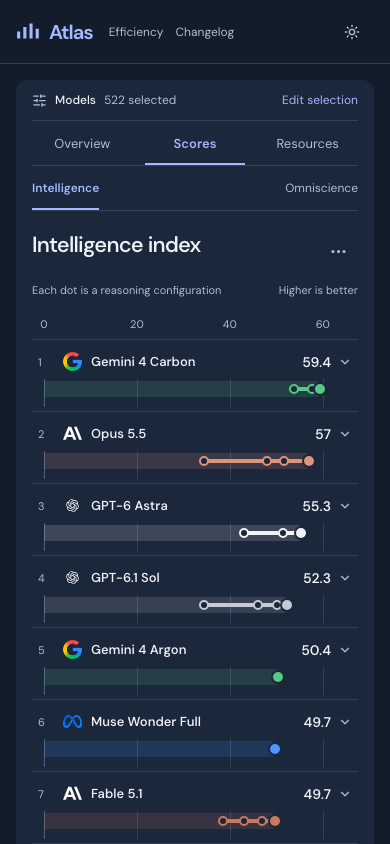 Atlas Efficiency Changelog
Models 522 selected Edit selection
Overview Scores Resources
Intelligence Omniscience
Intelligence index ...
Each dot is a reasoning configuration Higher is better
0 20 40 60
1 Gemini 4 Carbon 59.4
2 Opus 5.5 57
3 GPT-6 Astra 55.3
4 GPT-6.1 Sol 52.3
5 Gemini 4 Argon 50.4
6 Muse Wonder Full 49.7
7 Fable 5.1 49.7